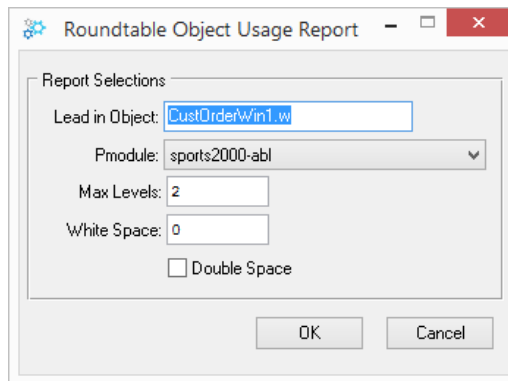 Roundtable Object Usage Report
Report Selections
Lead in Object: CustOrderWin1.w
Pmodule: sports2000-abl
Max Levels: 2
White Space: 0
Double Space
OK Cancel